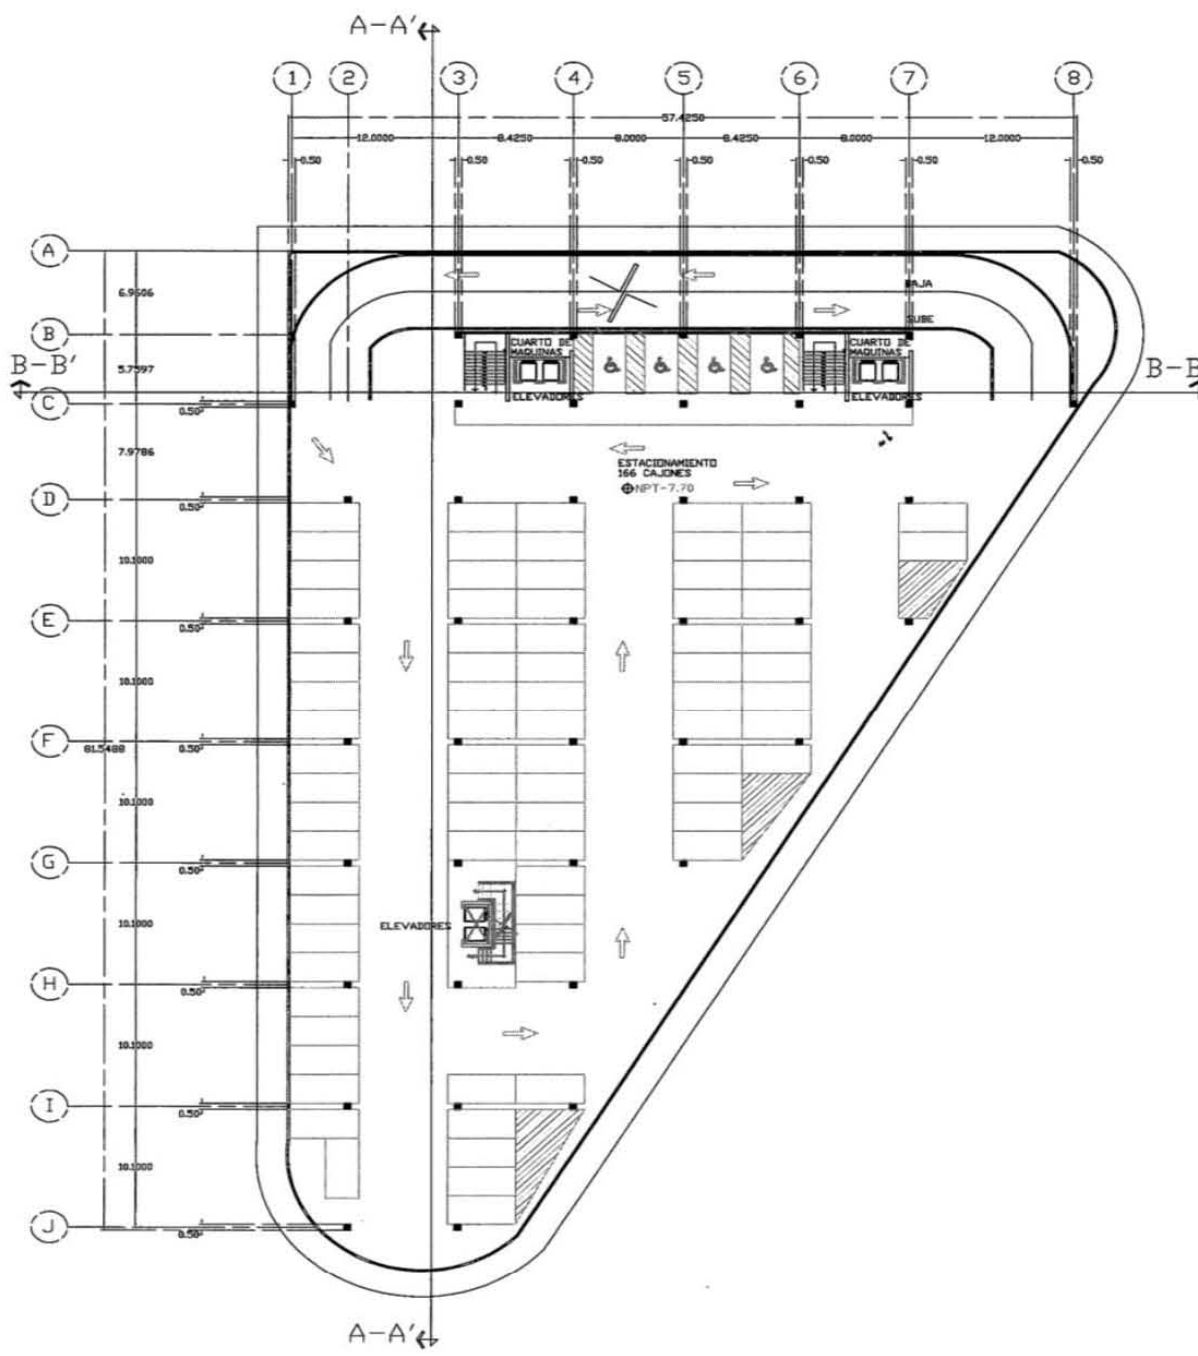 A-A'
1 2 3 4 5 6 7 8
57.4250
12.0000 8.4250 8.0000 8.4250 8.0000 12.0000
0.50 0.50 0.50 0.50 0.50 0.50 0.50
A
BAJA
6.9606
SUBE
B
CUARTO DE
MAQUINAS
CUARTO DE
MAQUINAS
B-B'
5.7597
B-B
ELEVADORES
ELEVADORES
C
0.50
7.9786
ESTACIONAMIENTO
166 CAJONES
NPT-7.70
D
0.50
10.1000
E
0.50
10.1000
F
81.5488
0.50
10.1000
G
0.50
10.1000
ELEVADORES
H
0.50
10.1000
I
0.50
10.1000
J
0.50
A-A'